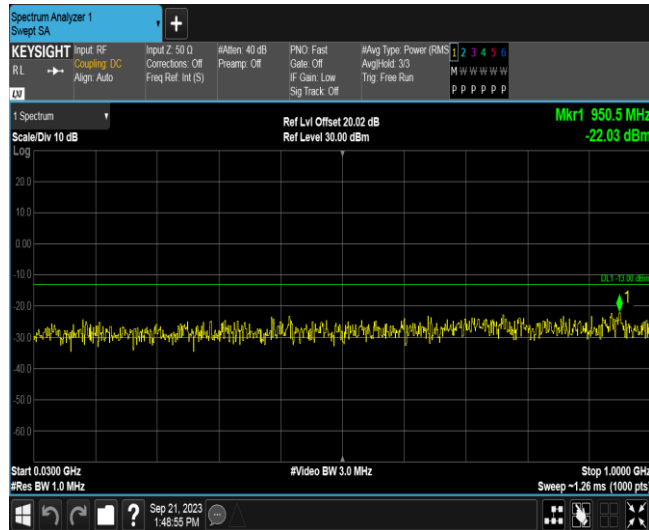 Spectrum Analyzer 1
Swept SA
+
KEYSIGHT
RL
LXI
Input: RF
Coupling: DC
Align: Auto
Input Z: 50 Ω
Corrections: Off
Freq Ref: Int (S)
#Atten: 40 dB
Preamp: Off
PNO: Fast
Gate: Off
IF Gain: Low
Sig Track: Off
#Avg Type: Power (RMS
Avg|Hold: 3/3
Trig: Free Run
1 2 3 4 5 6
M W W W W W
P P P P P P
1 Spectrum
Scale/Div 10 dB
Log
Ref Lvl Offset 20.02 dB
Ref Level 30.00 dBm
Mkr1 950.5 MHz
-22.03 dBm
20.0
10.0
0.00
-10.0
DL1 -13.00 dBm
1
-20.0
-30.0
-40.0
-50.0
-60.0
Start 0.0300 GHz
#Res BW 1.0 MHz
#Video BW 3.0 MHz
Stop 1.0000 GHz
Sweep ~1.26 ms (1000 pts)
?
Sep 21, 2023
1:48:55 PM